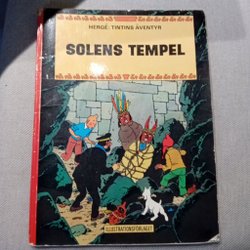 HERGÉ: TINTINS ÄVENTYR
SOLENS TEMPEL
ILLUSTRATIONSFÖRLAGET